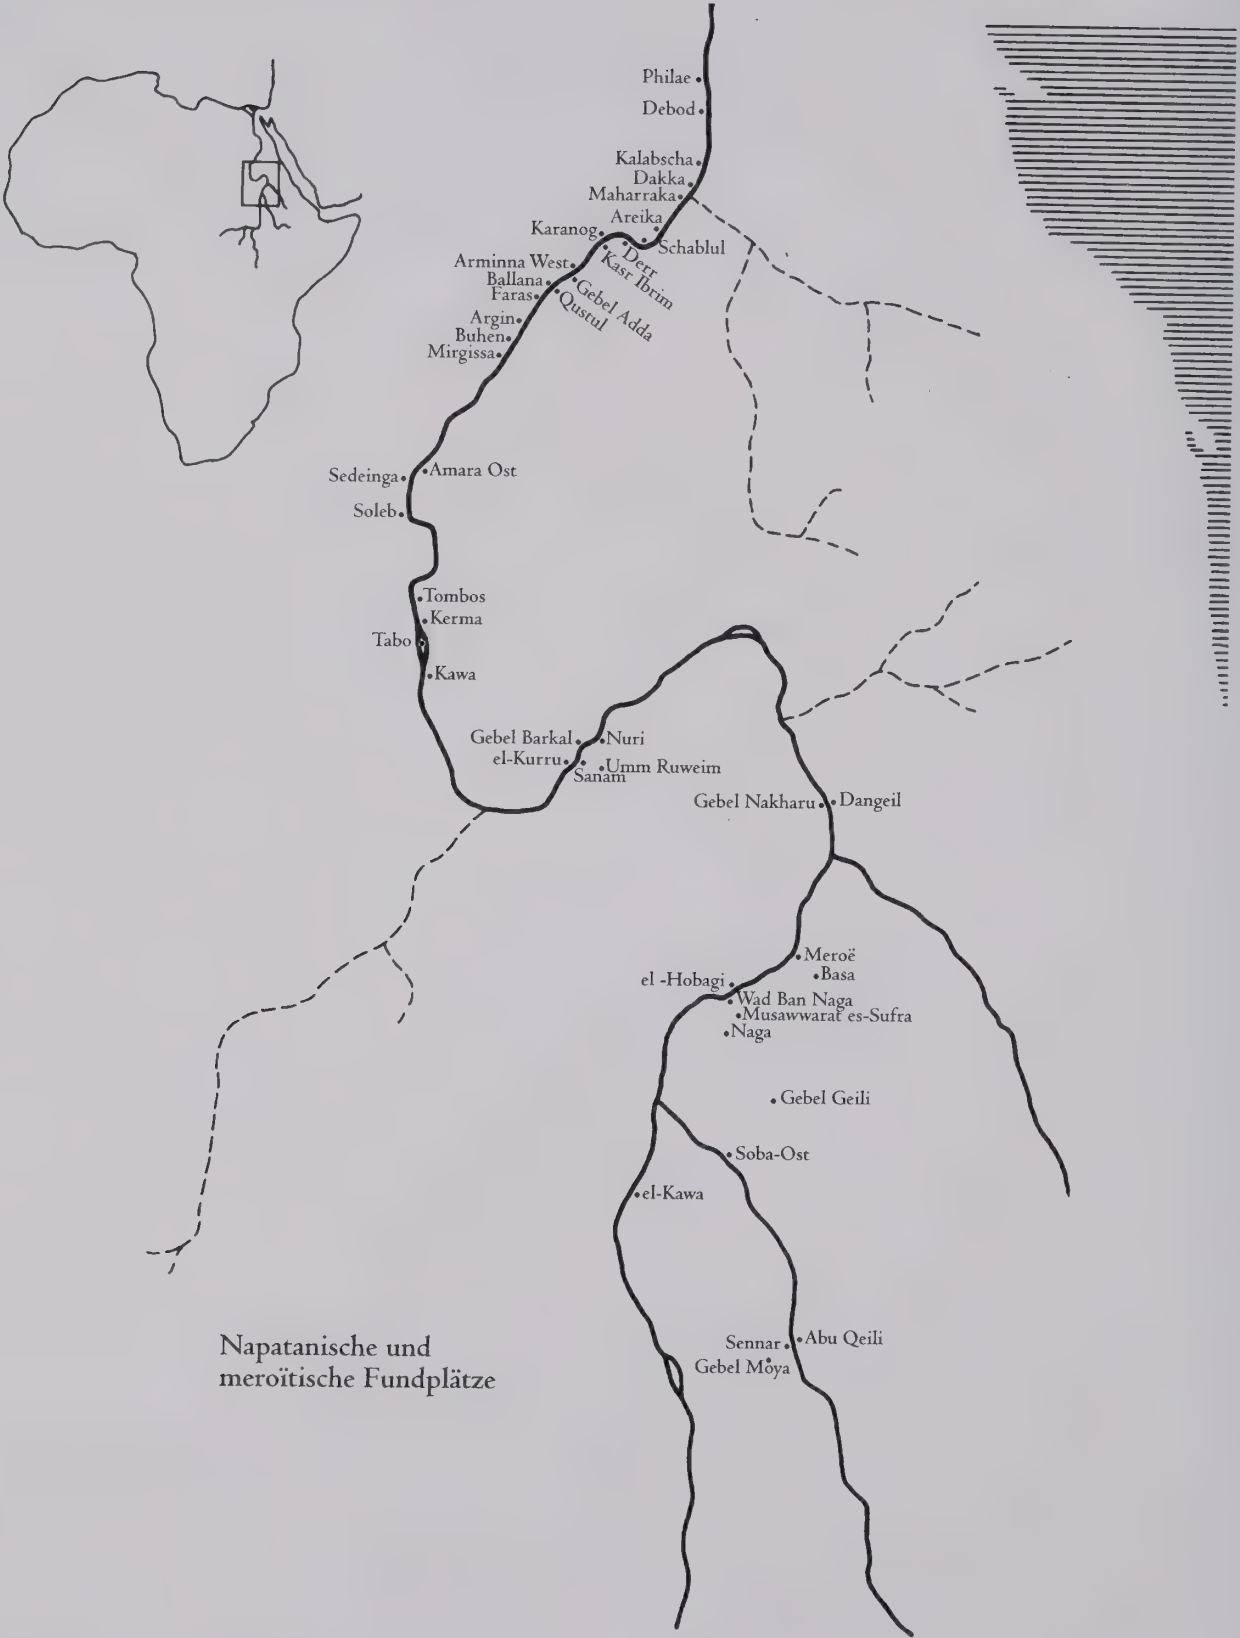 Philae
Debod
Kalabscha
Dakka
Maharraka
Areika
Karanog
Schablul
Derr
Kasr Ibrim
Arminna West
Ballana
Faras
Gebel Adda
Qustul
Argin
Buhen
Mirgissa
Sedeinga
Amara Ost
Soleb
Tombos
Kerma
Tabo
Kawa
Gebel Barkal
Nuri
el-Kurru
Sanam
Umm Ruweim
Gebel Nakharu
Dangeil
Meroë
Basa
el -Hobagi
Wad Ban Naga
Musawwarat es-Sufra
Naga
Gebel Geili
Soba-Ost
el-Kawa
Sennar
Abu Qeili
Gebel Moya
Napatanische und
meroïtische Fundplätze